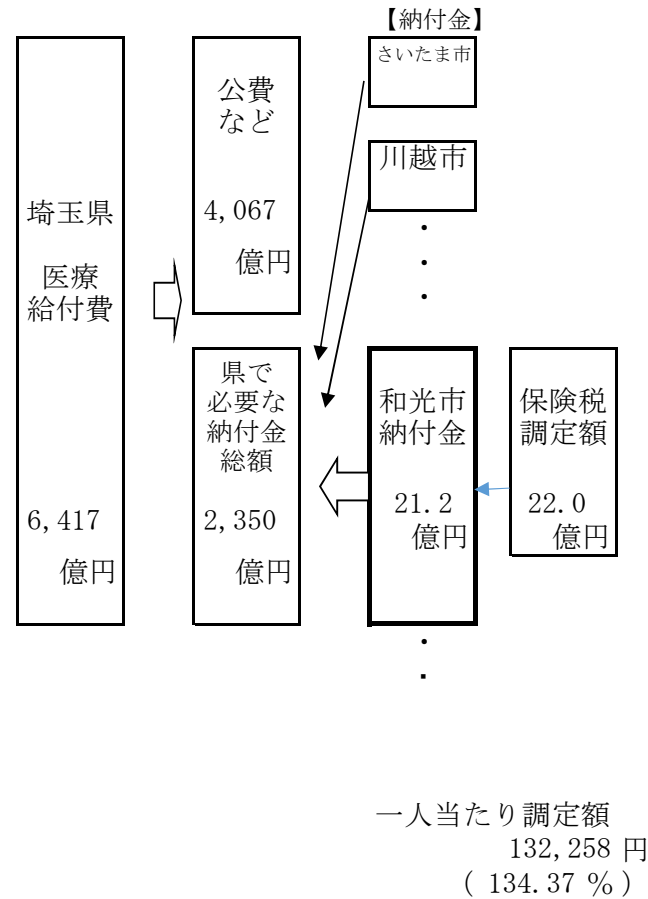 【納付金】
さいたま市
川越市
・
・
・
埼玉県
医療
給付費
6,417
億円
公費
など
4,067
億円
県で
必要な
納付金
総額
2,350
億円
和光市
納付金
21.2
億円
保険税
調定額
22.0
億円
・
・
一人当たり調定額
132,258 円
( 134.37 %)